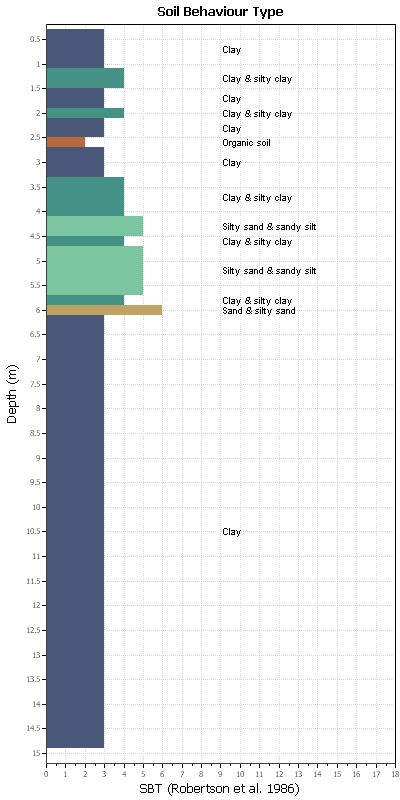 Soil Behaviour Type
0.5
Clay
1
Clay & silty clay
1.5
Clay
2
Clay & silty clay
Clay
2.5
Organic soil
3
Clay
3.5
Clay & silty clay
4
Silty sand & sandy silt
4.5
Clay & silty clay
5
Silty sand & sandy silt
5.5
Clay & silty clay
6
Sand & silty sand
6.5
7
7.5
8
8.5
9
9.5
10
10.5
Clay
11
11.5
12
12.5
13
13.5
14
14.5
15
Depth (m)
0 1 2 3 4 5 6 7 8 9 10 11 12 13 14 15 16 17 18
SBT (Robertson et al. 1986)